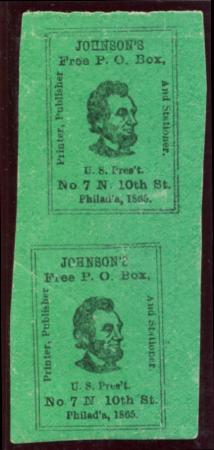 JOHNSON'S
Free P. O. Box,
Printer, Publisher
And Stationer.
U. S. Pres't.
No. 7 N. 10th St.
Philad'a, 1865.
JOHNSON'S
Free P. O. Box,
Printer, Publisher
And Stationer.
U. S. Pres't.
No. 7 N 10th St.
Philad'a, 1865.